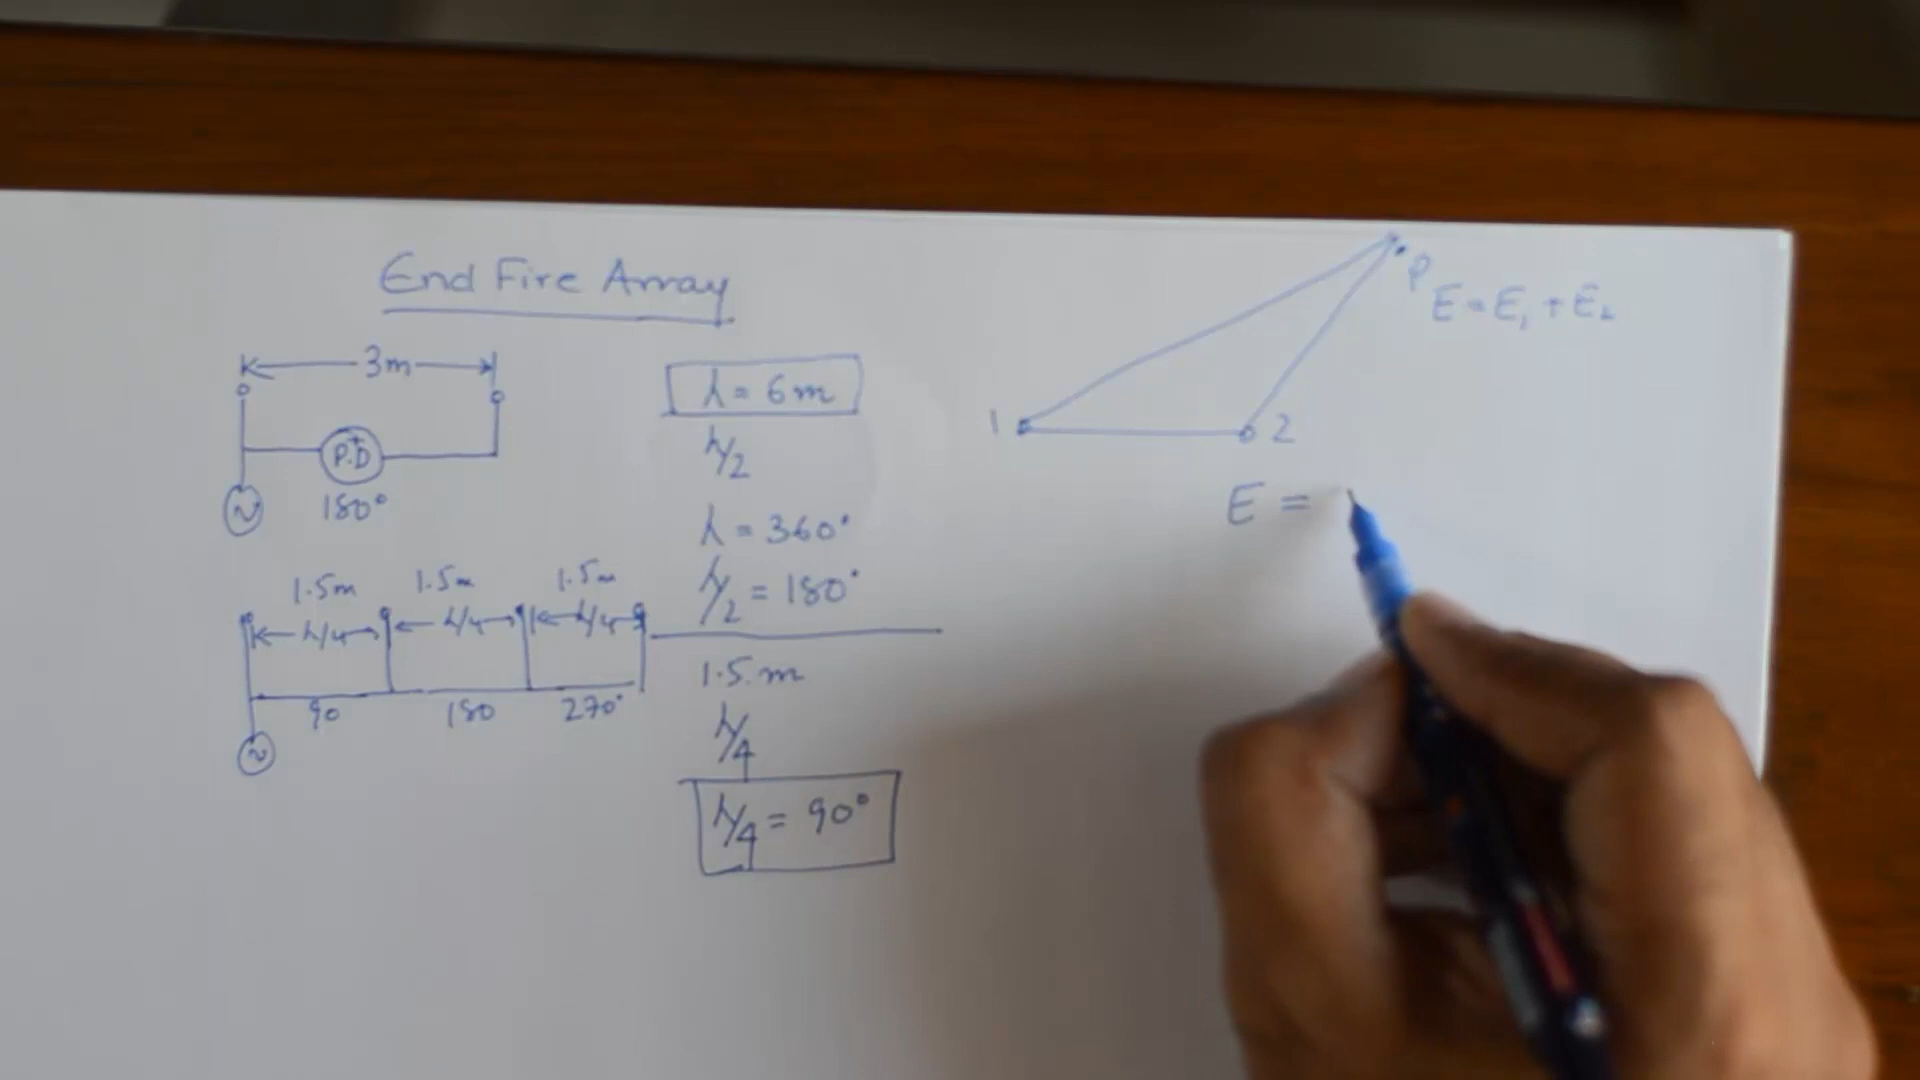 End Fire Array
3m
P.D
180°
~
1.5m 1.5m 1.5m
λ/4 λ/4 λ/4
90 180 270°
~
λ = 6m
λ/2
λ = 360°
λ/2 = 180°
1.5.m
λ/4
λ/4 = 90°
P
E = E₁ + E₂
1 2
E =